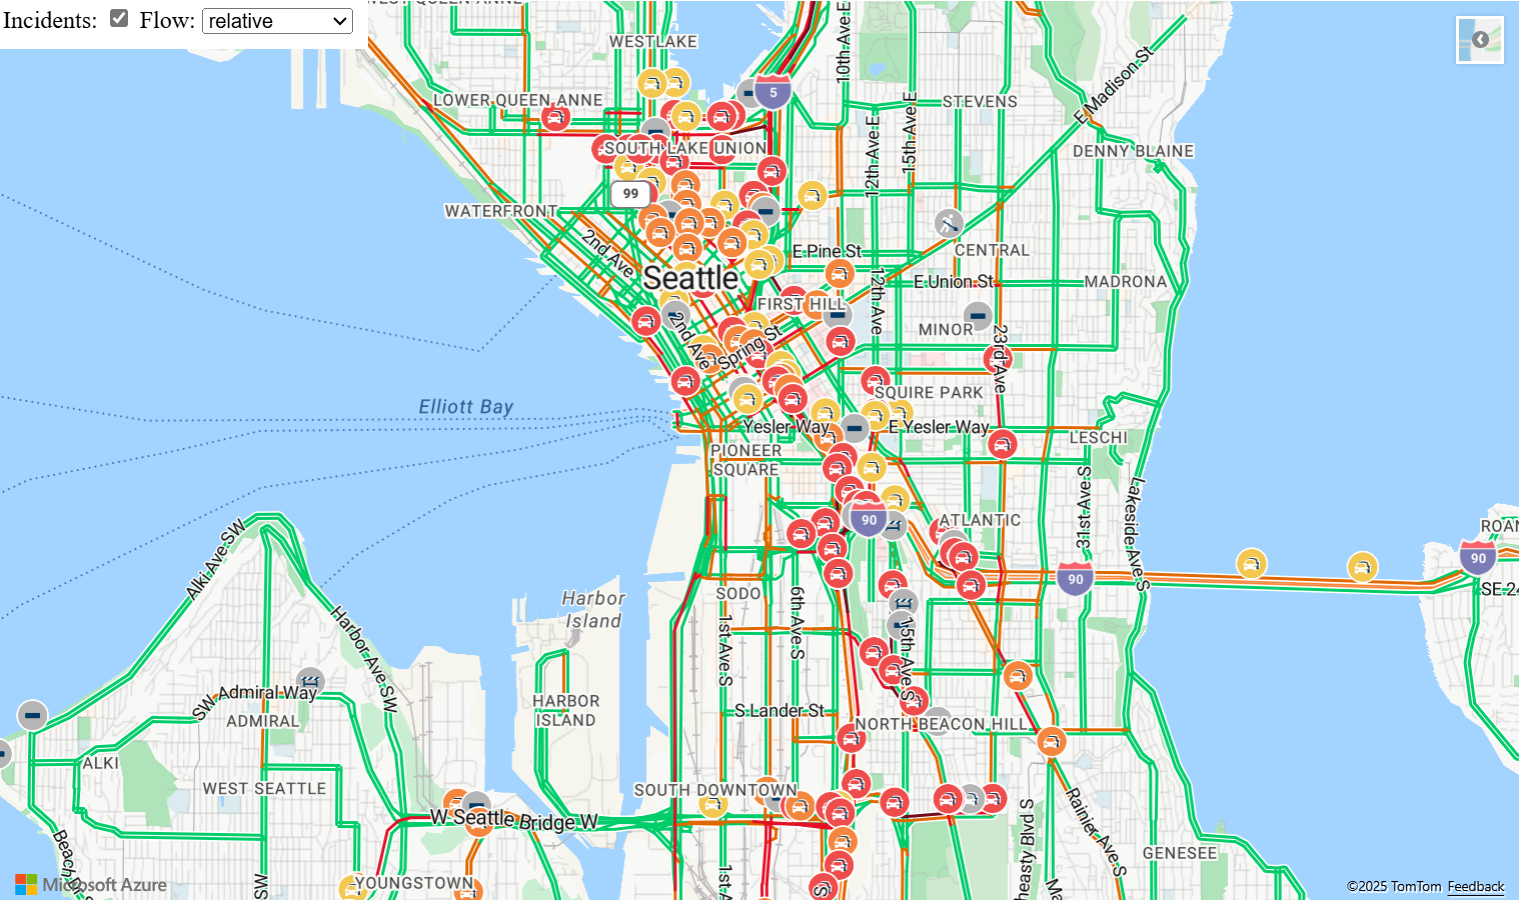 Incidents: Flow: relative
WEST QUEEN ANNE
WESTLAKE
10th Ave E
5
LOWER QUEEN ANNE
STEVENS
E Madison St
15th Ave E
12th Ave E
SOUTH LAKE UNION
DENNY BLAINE
99
WATERFRONT
2nd Ave
E Pine St
CENTRAL
Seattle
E Union St
MADRONA
FIRST HILL
12th Ave
MINOR
2nd Ave
Spring St
23rd Ave
SQUIRE PARK
Elliott Bay
Yesler Way
E Yesler Way
LESCHI
PIONEER
SQUARE
31st Ave S
Lakeside Ave S
90
ATLANTIC
Alki Ave SW
90
90
SE 24
SODO
Harbor
Island
6th Ave S
1st Ave S
15th Ave S
Harbor Ave SW
SW Admiral Way
ADMIRAL
HARBOR
ISLAND
S Lander St
NORTH BEACON HILL
ALKI
WEST SEATTLE
SOUTH DOWNTOWN
W Seattle Bridge W
Rainier Ave S
GENESEE
YOUNGSTOWN
Microsoft Azure
©2025 TomTom Feedback